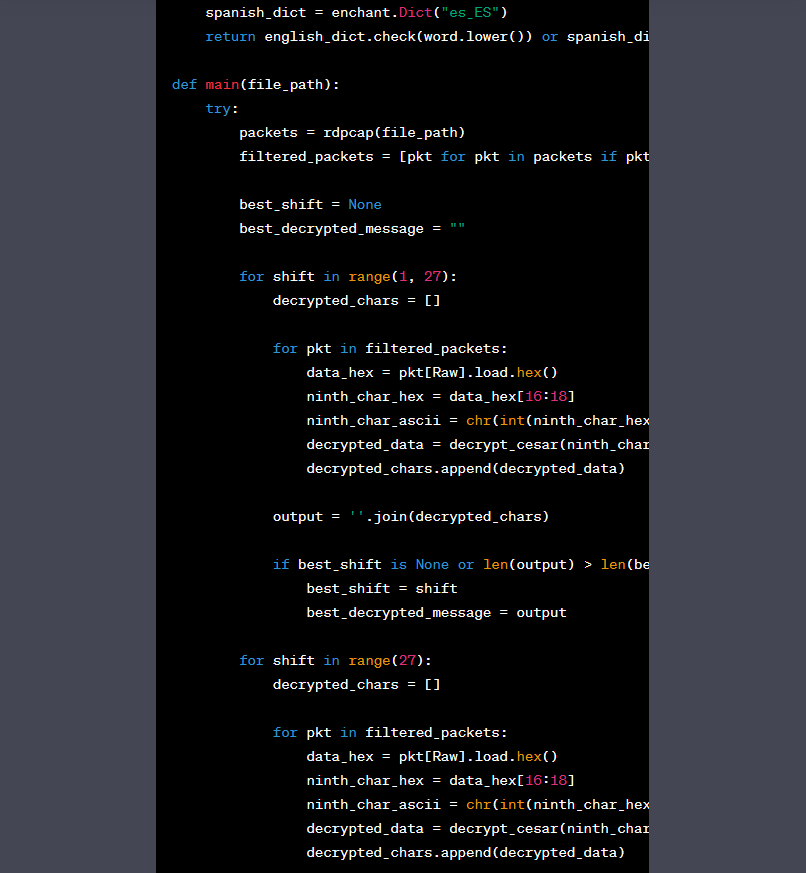 spanish_dict = enchant.Dict("es_ES")
    return english_dict.check(word.lower()) or spanish_di

def main(file_path):
    try:
        packets = rdpcap(file_path)
        filtered_packets = [pkt for pkt in packets if pkt

        best_shift = None
        best_decrypted_message = ""

        for shift in range(1, 27):
            decrypted_chars = []

            for pkt in filtered_packets:
                data_hex = pkt[Raw].load.hex()
                ninth_char_hex = data_hex[16:18]
                ninth_char_ascii = chr(int(ninth_char_hex
                decrypted_data = decrypt_cesar(ninth_char
                decrypted_chars.append(decrypted_data)

            output = ''.join(decrypted_chars)

            if best_shift is None or len(output) > len(be
                best_shift = shift
                best_decrypted_message = output

        for shift in range(27):
            decrypted_chars = []

            for pkt in filtered_packets:
                data_hex = pkt[Raw].load.hex()
                ninth_char_hex = data_hex[16:18]
                ninth_char_ascii = chr(int(ninth_char_hex
                decrypted_data = decrypt_cesar(ninth_char
                decrypted_chars.append(decrypted_data)